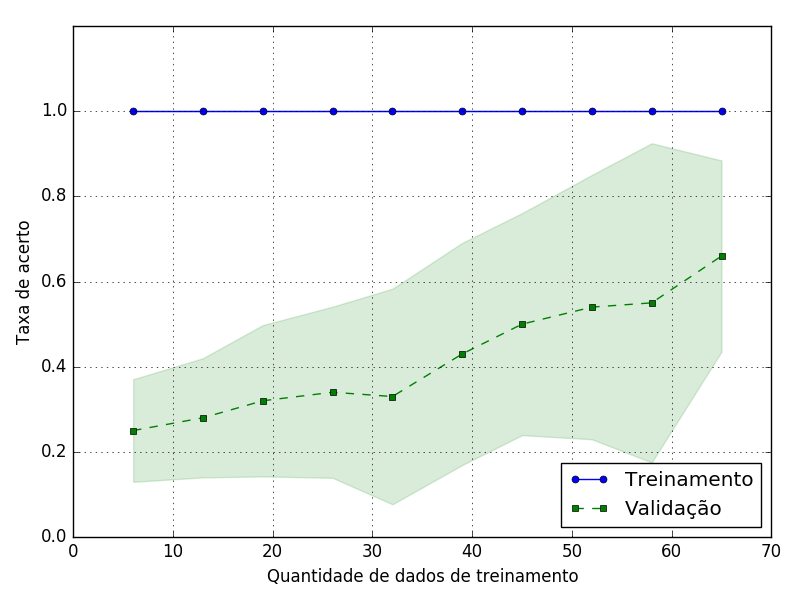 Taxa de acerto
1.0
0.8
0.6
0.4
0.2
0.0
0 10 20 30 40 50 60 70
Quantidade de dados de treinamento
Treinamento
Validação